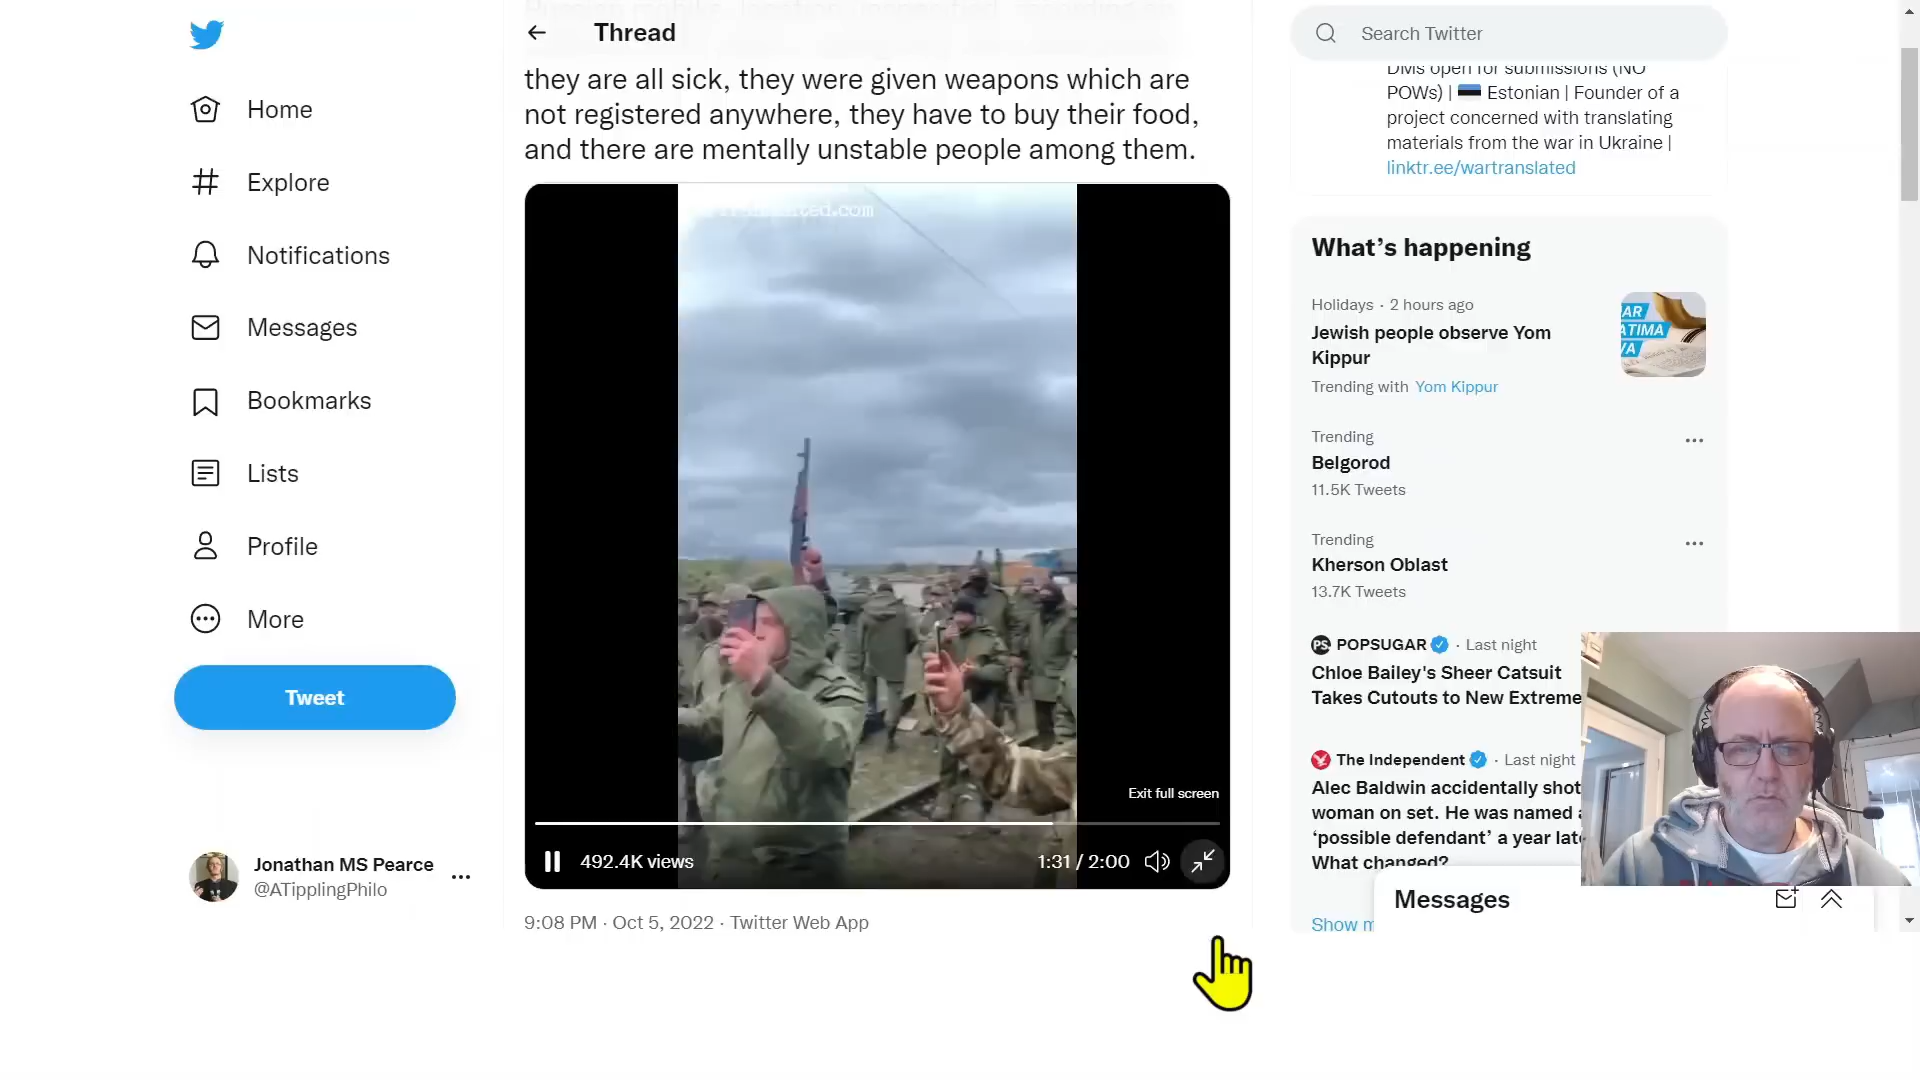 Thread
they are all sick, they were given weapons which are
not registered anywhere, they have to buy their food,
and there are mentally unstable people among them.
Home
Explore
Notifications
Messages
Bookmarks
Lists
Profile
More
Tweet
Jonathan MS Pearce
@ATipplingPhilo
Exit full screen
492.4K views
1:31 / 2:00
9:08 PM · Oct 5, 2022 · Twitter Web App
Search Twitter
DMs open for submissions (NO
POWs) | Estonian | Founder of a
project concerned with translating
materials from the war in Ukraine |
linktr.ee/wartranslated
What's happening
Holidays · 2 hours ago
Jewish people observe Yom
Kippur
Trending with Yom Kippur
Trending
Belgorod
11.5K Tweets
Trending
Kherson Oblast
13.7K Tweets
PS POPSUGAR · Last night
Chloe Bailey's Sheer Catsuit
Takes Cutouts to New Extreme
The Independent · Last night
Alec Baldwin accidentally shot
woman on set. He was named
'possible defendant' a year
What changed?
Show
Messages